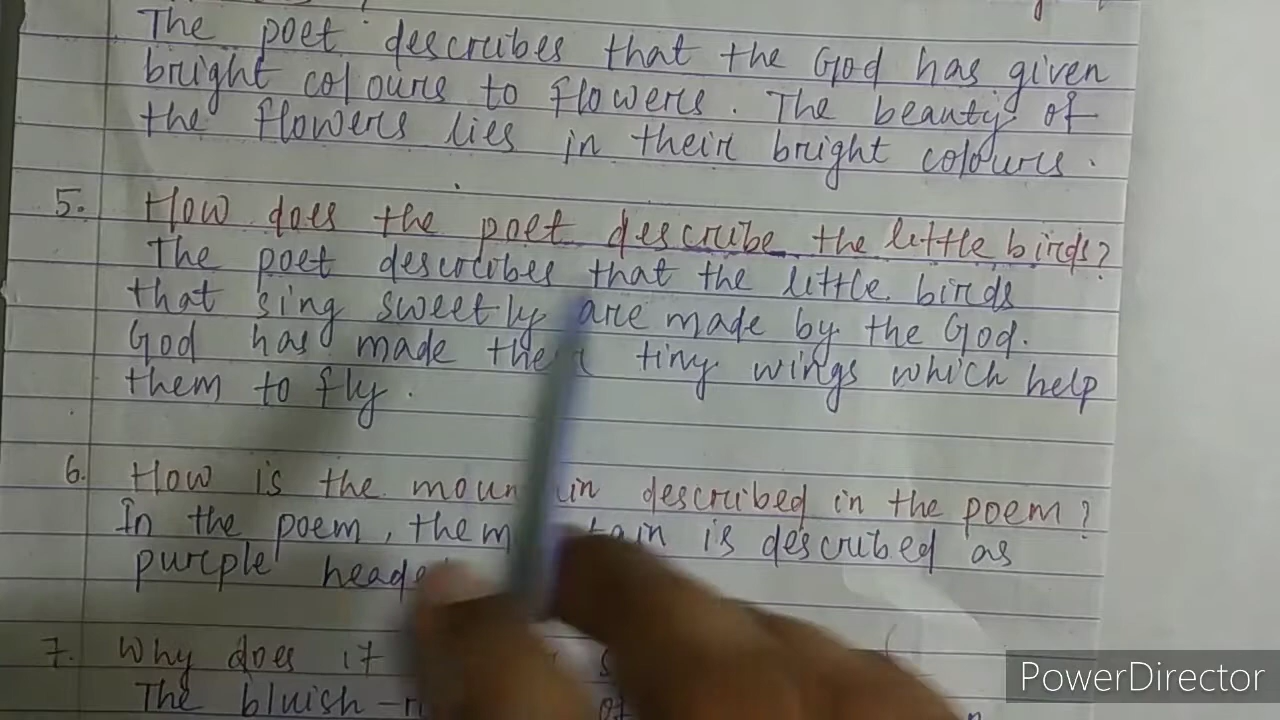 The poet describes that the God has given
bright colours to flowers. The beauty of
the flowers lies in their bright colours.
5. How does the poet describe the little birds?
The poet describes that the little birds
that sing sweetly are made by the God.
God has made their tiny wings which help
them to fly.
6. How is the mountain described in the poem?
In the poem, the mountain is described as
purple
7. Why does it
The bluish-
of
PowerDirector